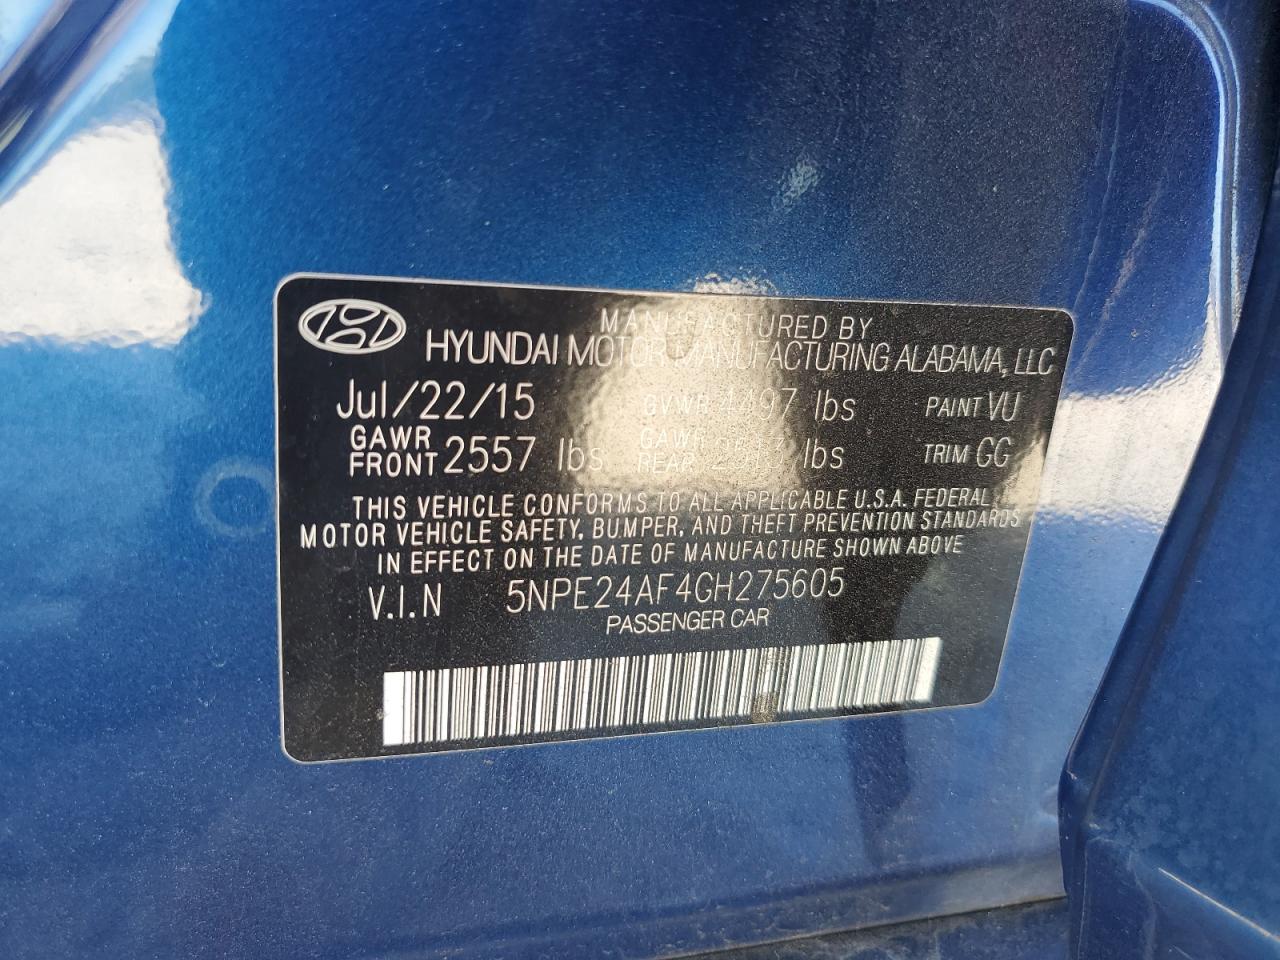 MANUFACTURED BY
HYUNDAI MOTOR MANUFACTURING ALABAMA, LLC
Jul/22/15 GVWR 4497 lbs PAINT VU
GAWR FRONT 2557 lbs GAWR REAR 2513 lbs TRIM GG
THIS VEHICLE CONFORMS TO ALL APPLICABLE U.S.A. FEDERAL
MOTOR VEHICLE SAFETY, BUMPER, AND THEFT PREVENTION STANDARDS
IN EFFECT ON THE DATE OF MANUFACTURE SHOWN ABOVE
V.I.N 5NPE24AF4GH275605
PASSENGER CAR